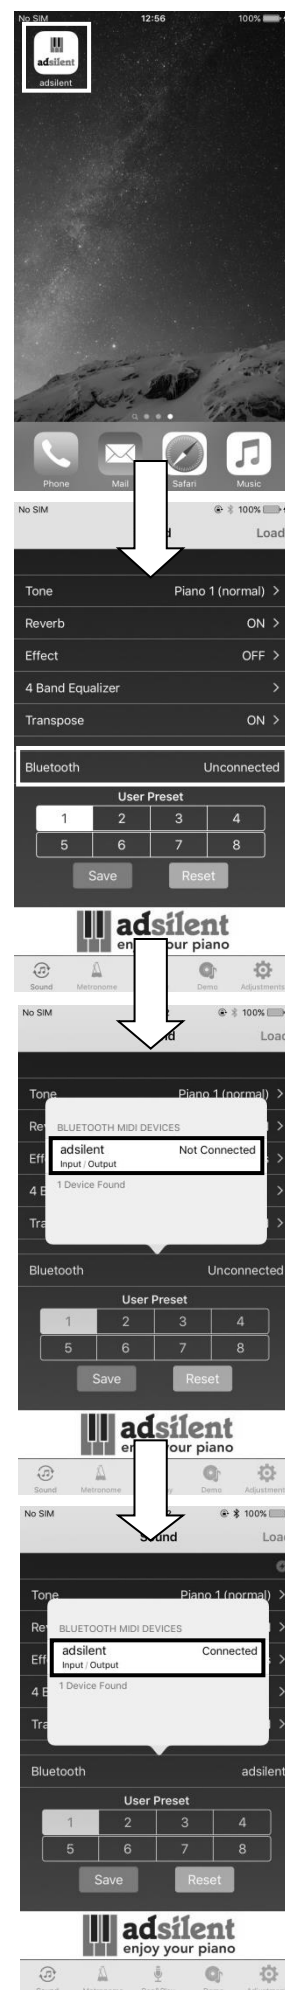 No SIM 12:56 100%
adsilent
adsilent
Phone Mail Safari Music
No SIM 100%
Load
Tone Piano 1 (normal) >
Reverb ON >
Effect OFF >
4 Band Equalizer >
Transpose ON >
Bluetooth Unconnected
User Preset
1 2 3 4
5 6 7 8
Save Reset
adsilent
your piano
Sound Metronome Demo Adjustments
No SIM 100%
Tone Piano 1 (normal) >
BLUETOOTH MIDI DEVICES
adsilent Not Connected
Input / Output
1 Device Found
Bluetooth Unconnected
User Preset
1 2 3 4
5 6 7 8
Save Reset
adsilent
your piano
Sound Metronome Demo
No SIM 100%
Sound
Tone Piano 1 (normal) >
BLUETOOTH MIDI DEVICES
adsilent Connected
Input / Output
1 Device Found
Bluetooth adsilent
User Preset
1 2 3 4
5 6 7 8
Save Reset
adsilent
enjoy your piano